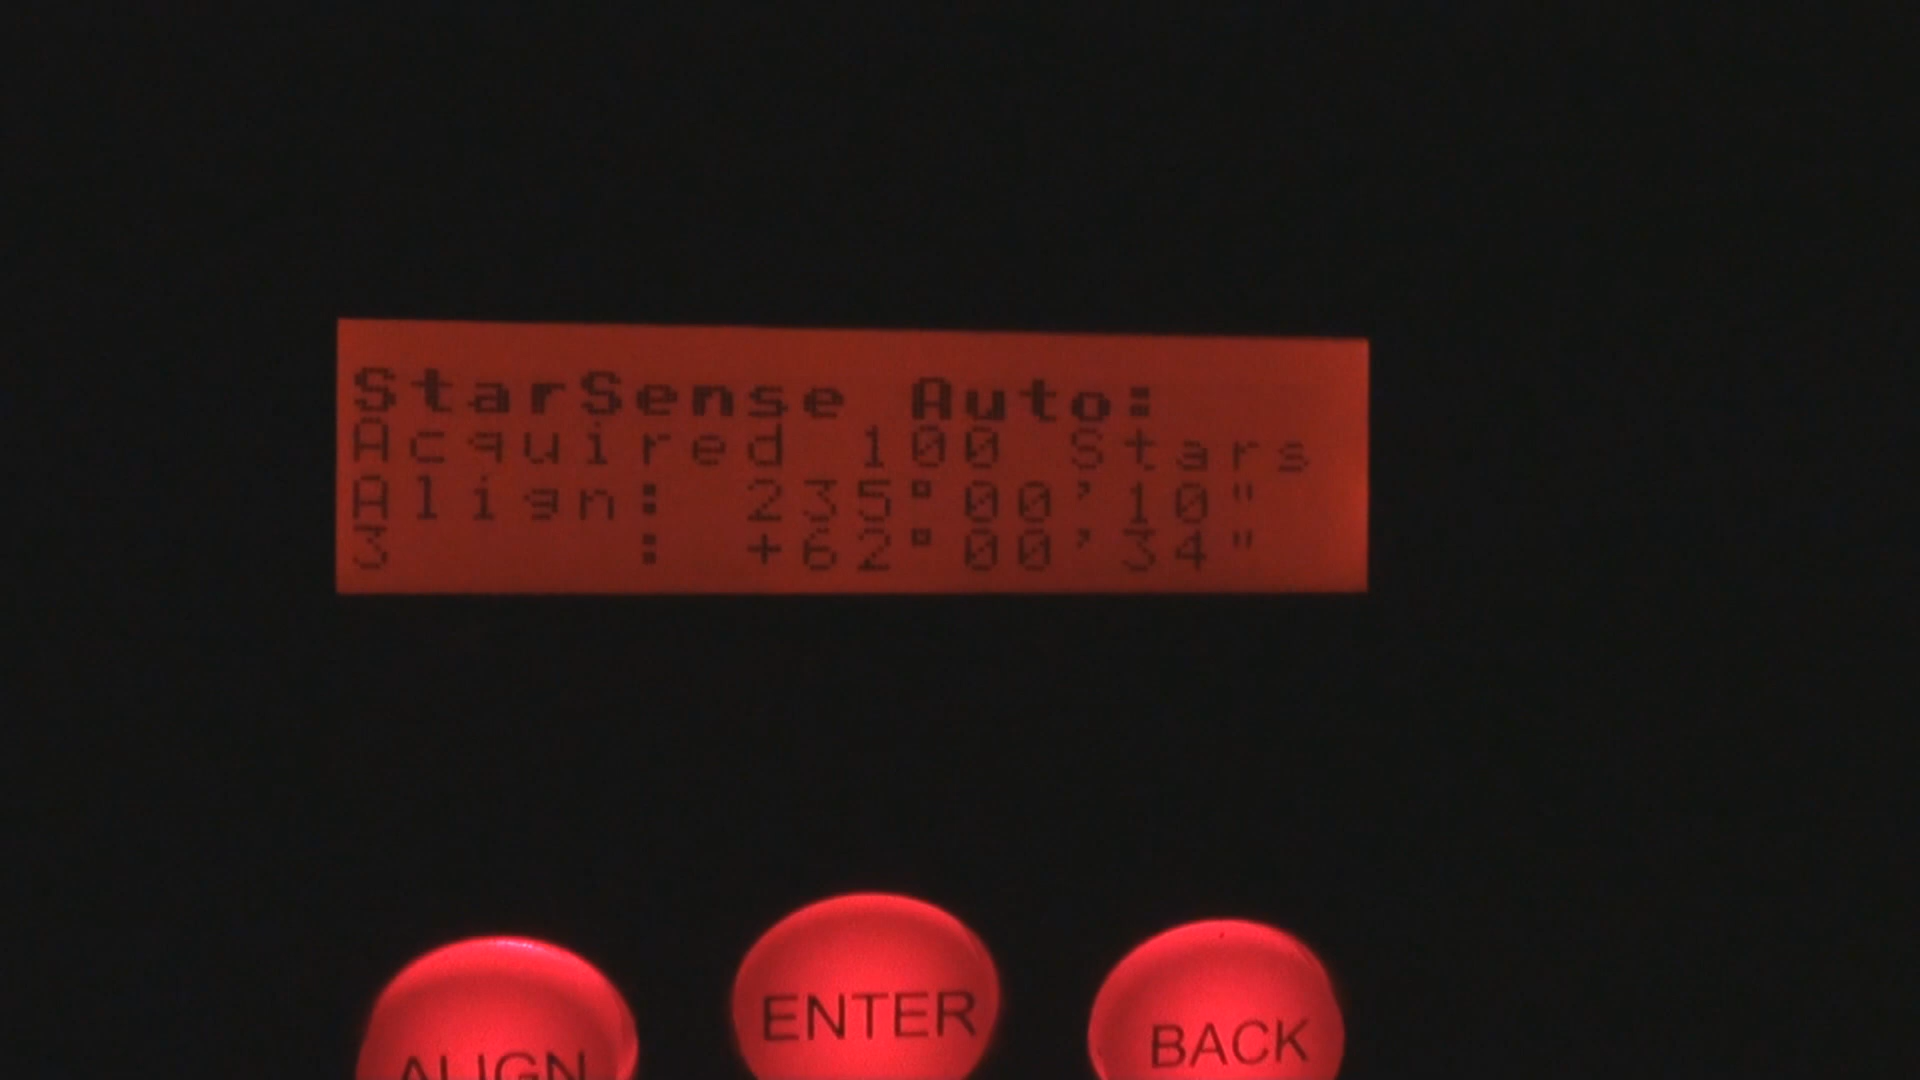 StarSense Auto:
Acquired 100 Stars
Align: 235°00'10"
3 : +62°00'34"
ALIGN
ENTER
BACK